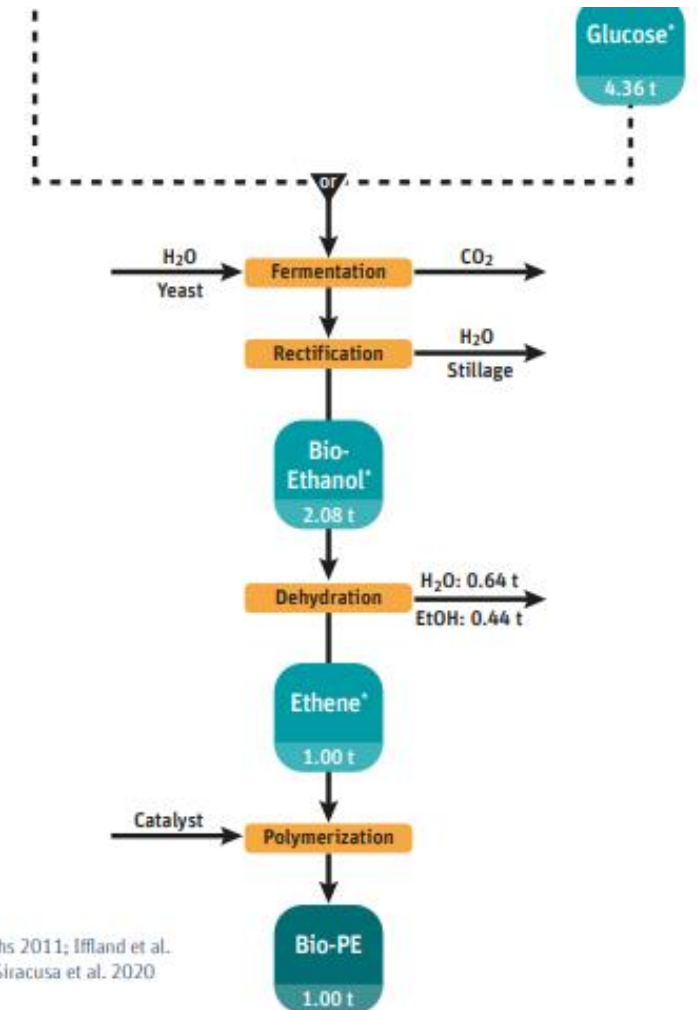 Glucose*
4.36 t
or
H₂O
Yeast
Fermentation
CO₂
Rectification
H₂O
Stillage
Bio-
Ethanol*
2.08 t
Dehydration
H₂O: 0.64 t
EtOH: 0.44 t
Ethene*
1.00 t
Catalyst
Polymerization
Bio-PE
1.00 t
hs 2011; Iffland et al.
Siracusa et al. 2020